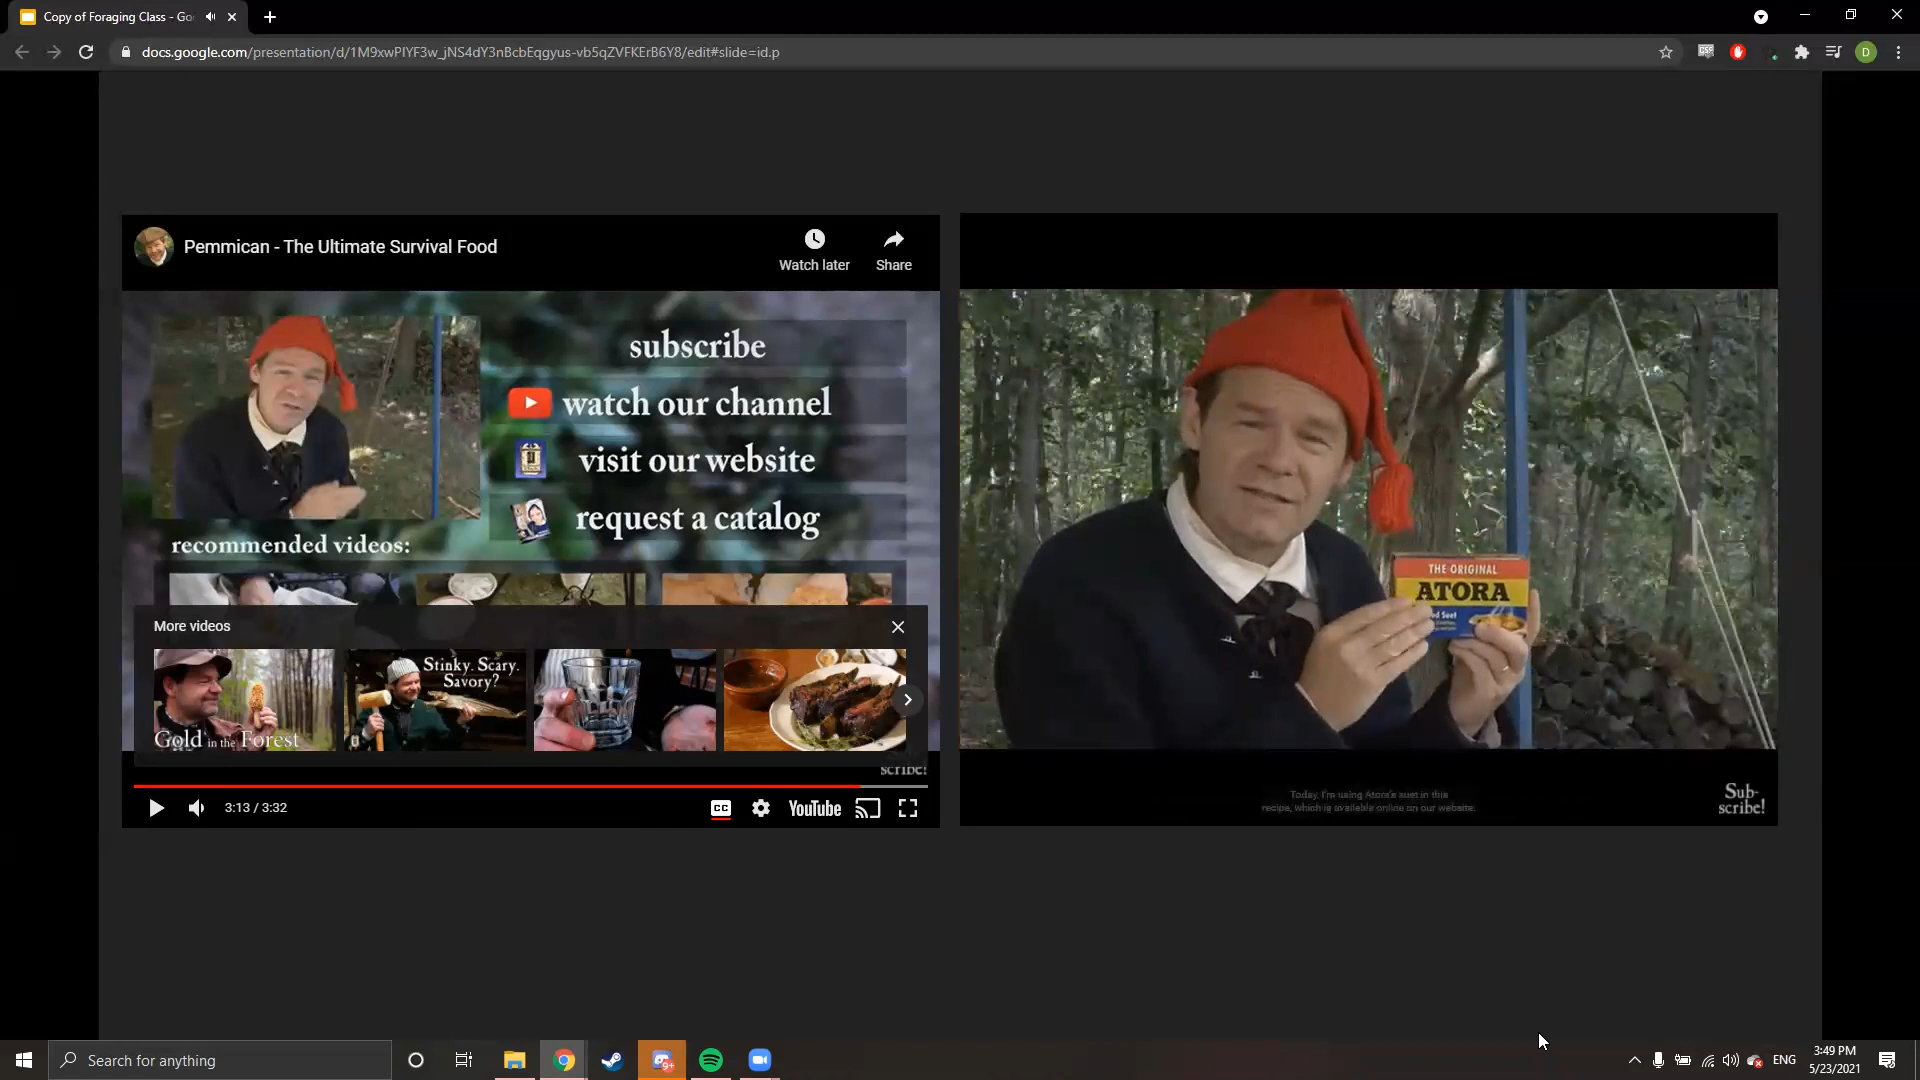 Copy of Foraging Class - Go
docs.google.com/presentation/d/1M9xwPIYF3w_jNS4dY3nBcbEqgyus-vb5qZVFKErB6Y8/edit#slide=id.p
D
Pemmican - The Ultimate Survival Food
Watch later
Share
subscribe
watch our channel
visit our website
request a catalog
recommended videos:
More videos
Gold in the Forest
Stinky. Scary.
Savory?
scribe!
3:13 / 3:32
CC
YouTube
THE ORIGINAL
ATORA
Today, I'm using Atora's suet in this
recipe, which is available online on our website.
Sub-
scribe!
Search for anything
9+
ENG
3:49 PM
5/23/2021